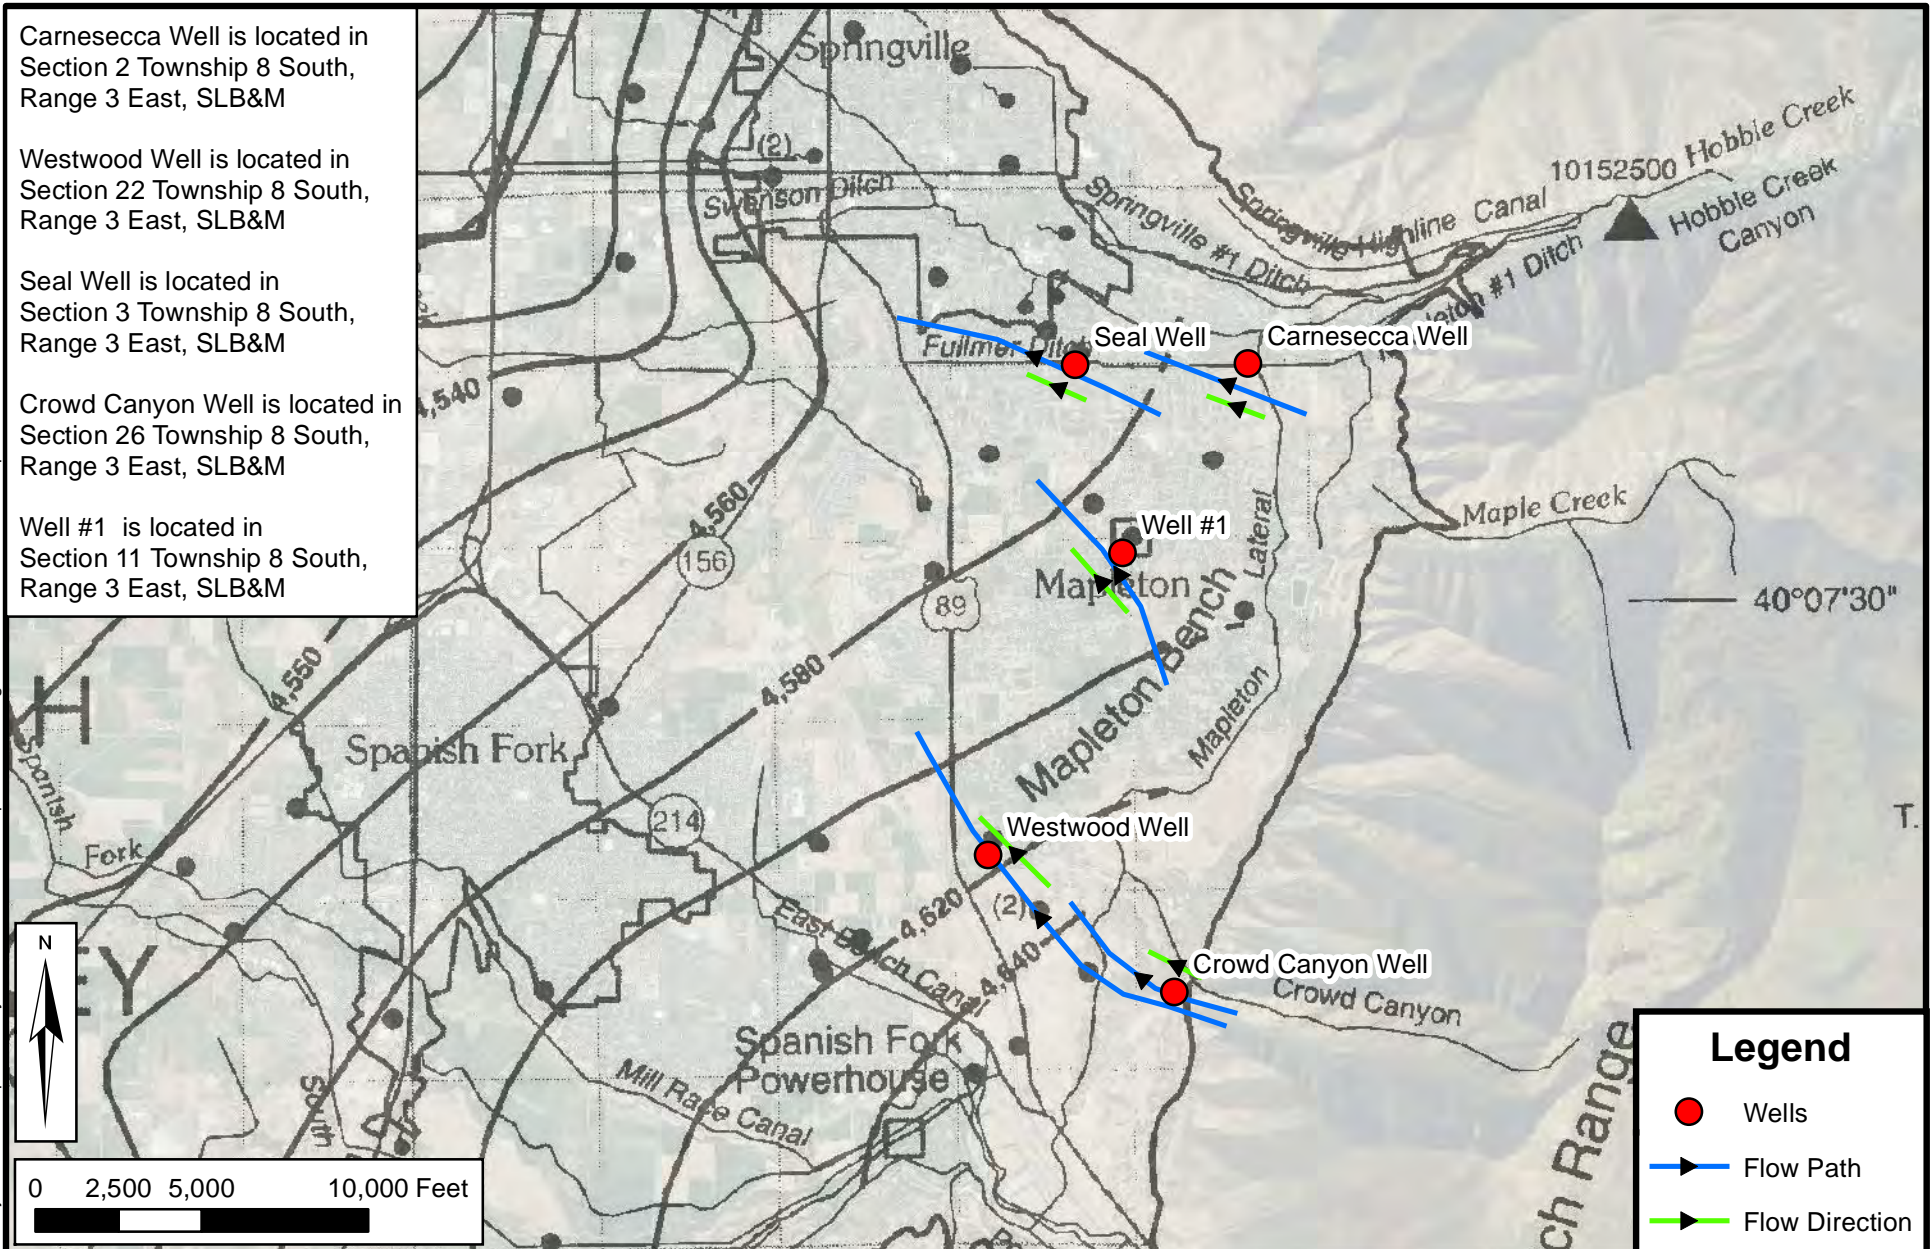 Carnesecca Well is located in
Section 2 Township 8 South,
Range 3 East, SLB&M
Westwood Well is located in
Section 22 Township 8 South,
Range 3 East, SLB&M
Seal Well is located in
Section 3 Township 8 South,
Range 3 East, SLB&M
Crowd Canyon Well is located in
Section 26 Township 8 South,
Range 3 East, SLB&M
Well #1 is located in
Section 11 Township 8 South,
Range 3 East, SLB&M
Springville
(2)
Swenson Ditch
Springville #1 Ditch
Springville Highline Canal
10152500
Hobble Creek
Hobble Creek
Canyon
#1 Ditch
Fullmer Ditch
Seal Well
Carnesecca Well
4,540
4,560
156
89
Well #1
Mapleton
Lateral
Maple Creek
40°07'30"
4,550
4,580
H
Spanish Fork
Mapleton Bench
Mapleton
Spanish
Fork
214
Westwood Well
T.
4,620
(2)
East Bench Canal
4,640
Crowd Canyon Well
Crowd Canyon
EY
N
Spanish Fork
Powerhouse
Mill Race Canal
South
ch Range
0 2,500 5,000 10,000 Feet
Legend
Wells
Flow Path
Flow Direction